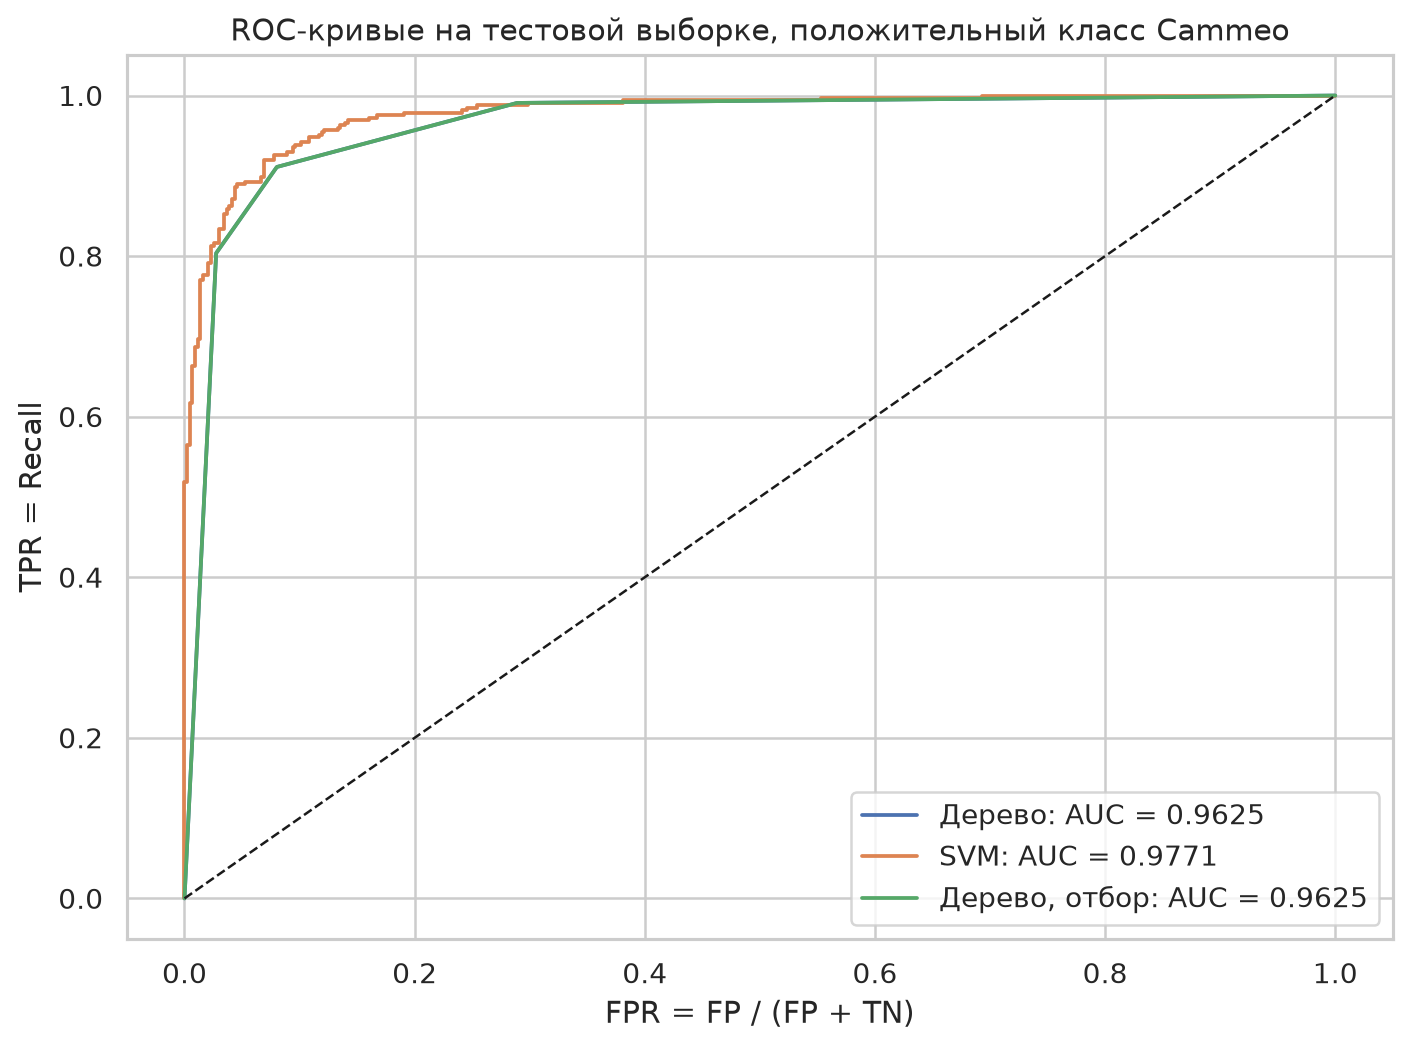 ROC-кривые на тестовой выборке, положительный класс Cammeo
TPR = Recall
1.0
0.8
0.6
0.4
0.2
0.0
Дерево: AUC = 0.9625
SVM: AUC = 0.9771
Дерево, отбор: AUC = 0.9625
0.0 0.2 0.4 0.6 0.8 1.0
FPR = FP / (FP + TN)